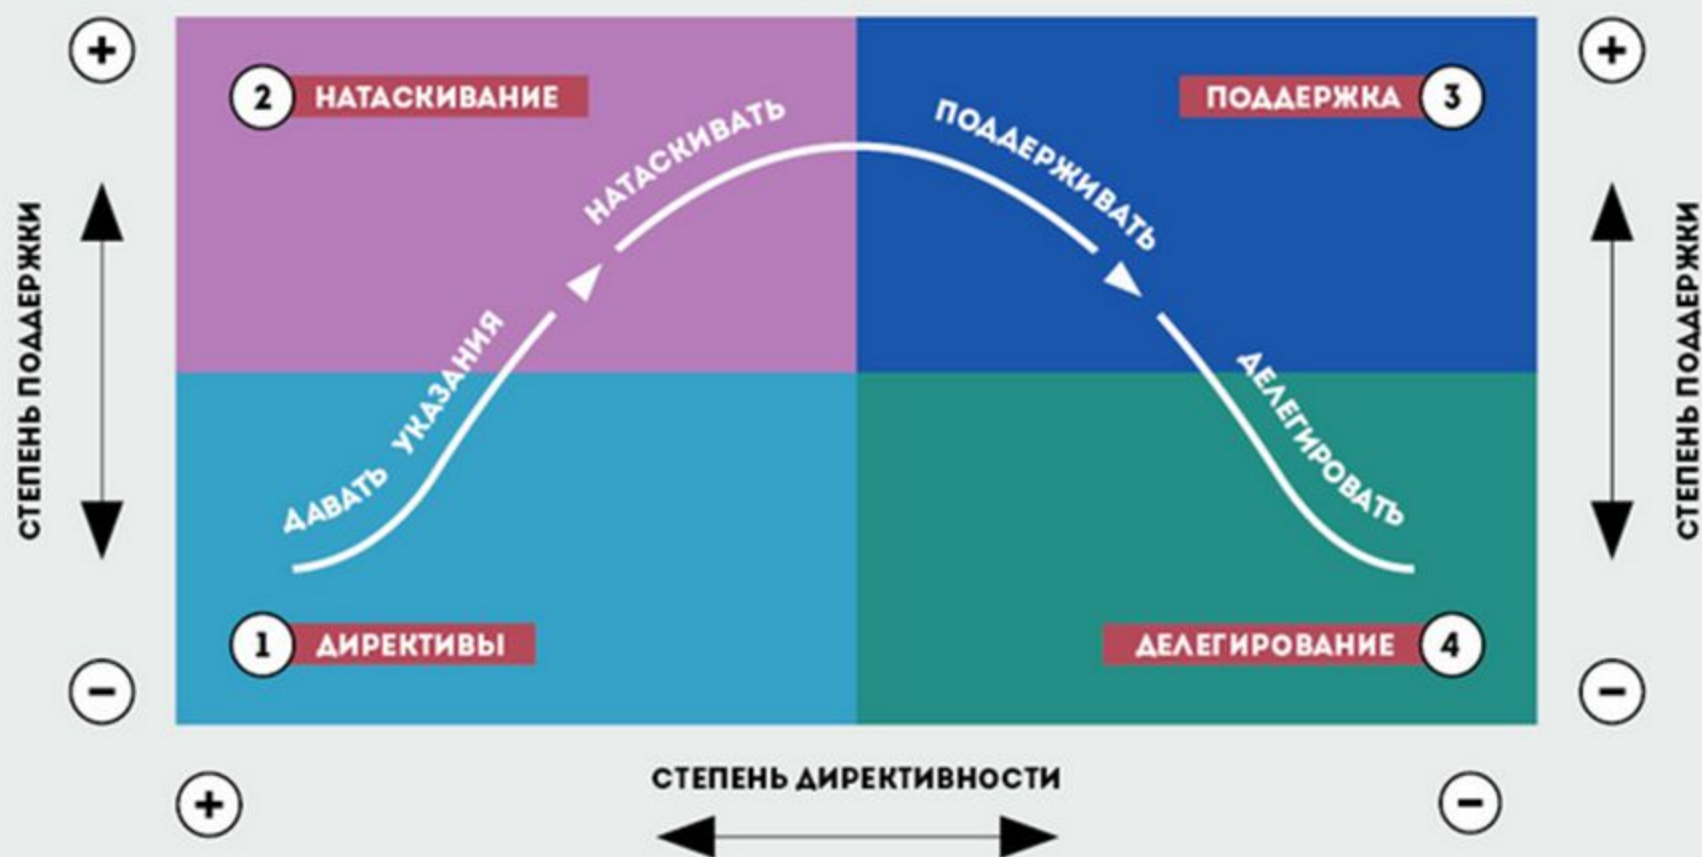 +
+
2 НАТАСКИВАНИЕ
ПОДДЕРЖКА 3
НАТАСКИВАТЬ
ПОДДЕРЖИВАТЬ
СТЕПЕНЬ ПОДДЕРЖКИ
СТЕПЕНЬ ПОДДЕРЖКИ
ДАВАТЬ УКАЗАНИЯ
ДЕЛЕГИРОВАТЬ
1 ДИРЕКТИВЫ
ДЕЛЕГИРОВАНИЕ 4
−
−
СТЕПЕНЬ ДИРЕКТИВНОСТИ
+
−